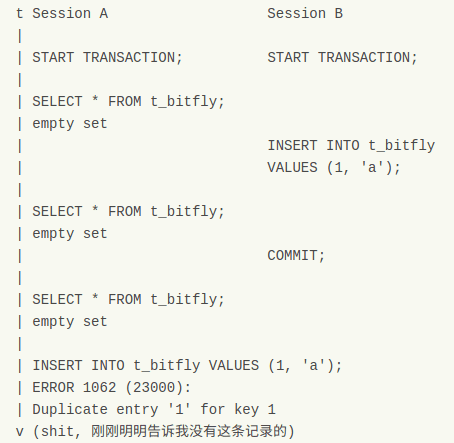 t Session A                   Session B
|
| START TRANSACTION;          START TRANSACTION;
|
| SELECT * FROM t_bitfly;
| empty set
|                             INSERT INTO t_bitfly
|                             VALUES (1, 'a');
|
| SELECT * FROM t_bitfly;
| empty set
|                             COMMIT;
|
| SELECT * FROM t_bitfly;
| empty set
|
| INSERT INTO t_bitfly VALUES (1, 'a');
| ERROR 1062 (23000):
| Duplicate entry '1' for key 1
v (shit, 刚刚明明告诉我没有这条记录的)